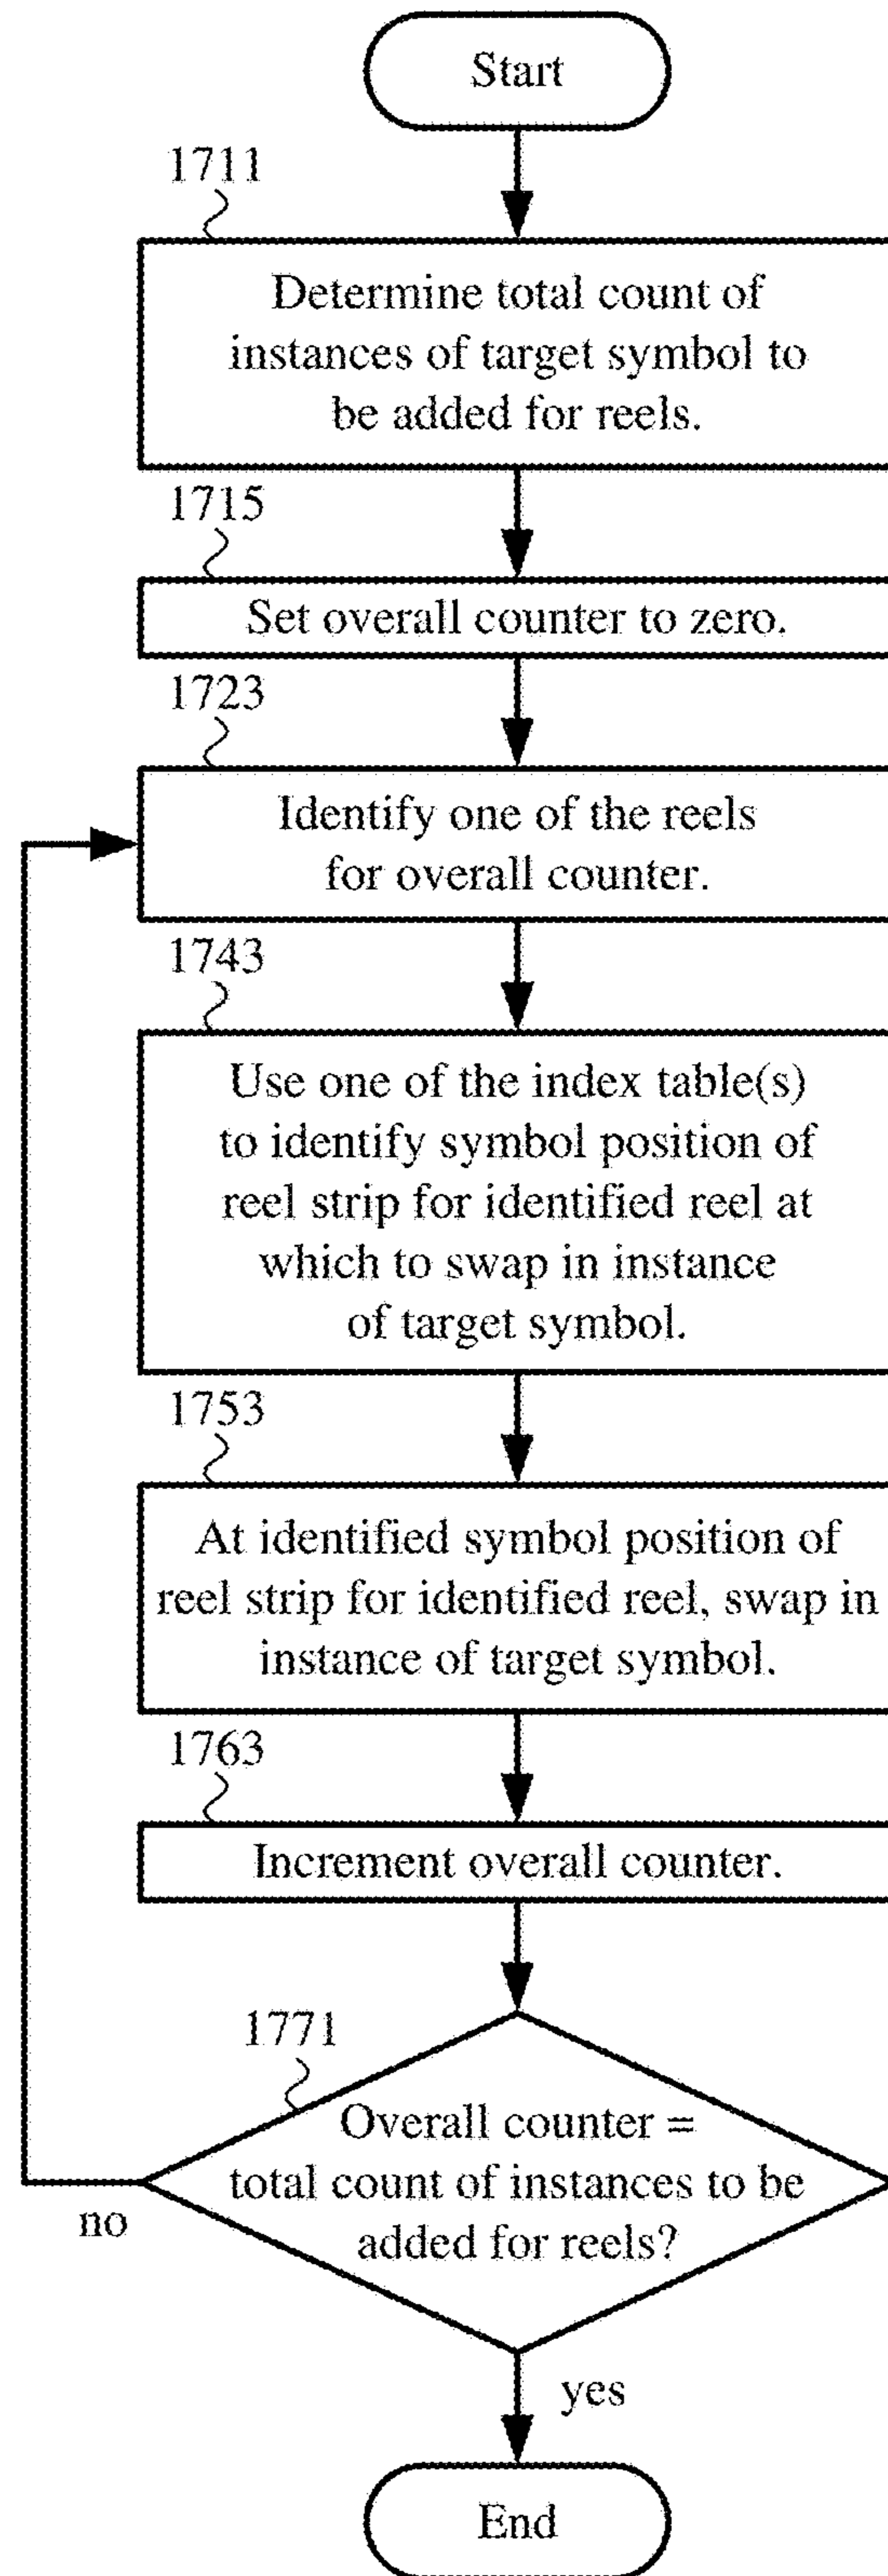 Start
1711
Determine total count of
instances of target symbol to
be added for reels.
1715
Set overall counter to zero.
1723
Identify one of the reels
for overall counter.
1743
Use one of the index table(s)
to identify symbol position of
reel strip for identified reel at
which to swap in instance
of target symbol.
1753
At identified symbol position of
reel strip for identified reel, swap in
instance of target symbol.
1763
Increment overall counter.
1771
Overall counter =
total count of instances to be
added for reels?
no
yes
End